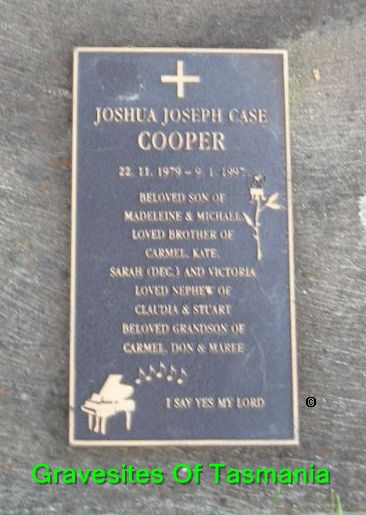 JOSHUA JOSEPH CASE
COOPER
22. 11. 1979 – 9. 1. 1997
BELOVED SON OF
MADELEINE & MICHAEL
LOVED BROTHER OF
CARMEL, KATE,
SARAH (DEC.) AND VICTORIA
LOVED NEPHEW OF
CLAUDIA & STUART
BELOVED GRANDSON OF
CARMEL, DON & MAREE
I SAY YES MY LORD
©
Gravesites Of Tasmania